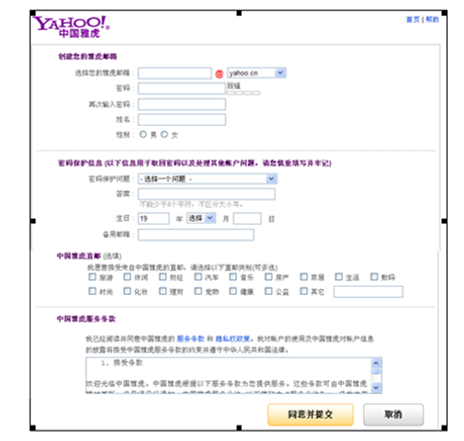 YAHOO!
中国雅虎
首页 | 帮助
创建您的雅虎邮箱
选择您的雅虎邮箱: @ yahoo.cn
密码:
再次输入密码:
姓名:
性别: 男 女
密码保护信息 (以下信息用于取回密码以及处理其他帐户问题, 请您慎重填写并牢记)
密码保护问题: - 选择一个问题 -
答案:
不能少于4个字符, 不区分大小写。
生日: 19 年 选择 月 日
备用邮箱:
中国雅虎直邮 (选填)
我愿意接受来自中国雅虎的直邮, 请选择以下直邮类别(可多选)
旅游 休闲 财经 汽车 音乐 房产 家居 生活 数码
时尚 化妆 理财 宠物 健康 公益 其它
中国雅虎服务条款
我已经阅读并同意中国雅虎的 服务条款 和 隐私权政策。我对帐户的使用及中国雅虎对帐户信息
的披露将接受中国雅虎服务条款的约束并遵守中华人民共和国法律。
1、接受条款
欢迎光临中国雅虎。中国雅虎根据以下服务条款为您提供服务。这些条款可由中国雅虎
同意并提交 取消